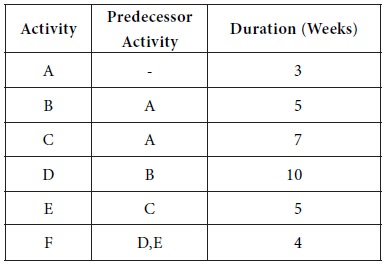 Activity Predecessor Activity Duration (Weeks)
A - 3
B A 5
C A 7
D B 10
E C 5
F D,E 4